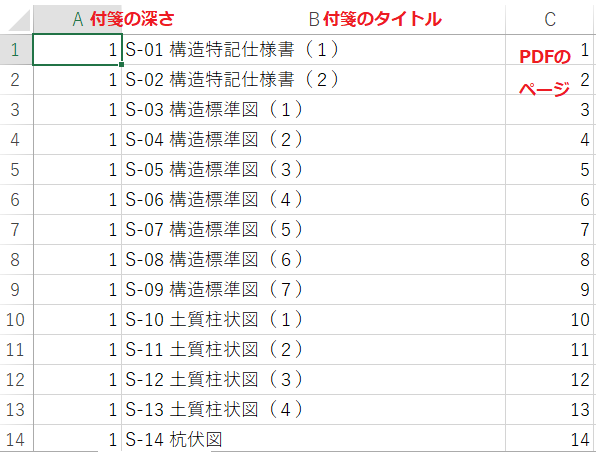 A 付箋の深さ B 付箋のタイトル C
1 1 S-01 構造特記仕様書（１） 1
PDFの
2 1 S-02 構造特記仕様書（２） 2
ページ
3 1 S-03 構造標準図（１） 3
4 1 S-04 構造標準図（２） 4
5 1 S-05 構造標準図（３） 5
6 1 S-06 構造標準図（４） 6
7 1 S-07 構造標準図（５） 7
8 1 S-08 構造標準図（６） 8
9 1 S-09 構造標準図（７） 9
10 1 S-10 土質柱状図（１） 10
11 1 S-11 土質柱状図（２） 11
12 1 S-12 土質柱状図（３） 12
13 1 S-13 土質柱状図（４） 13
14 1 S-14 杭伏図 14